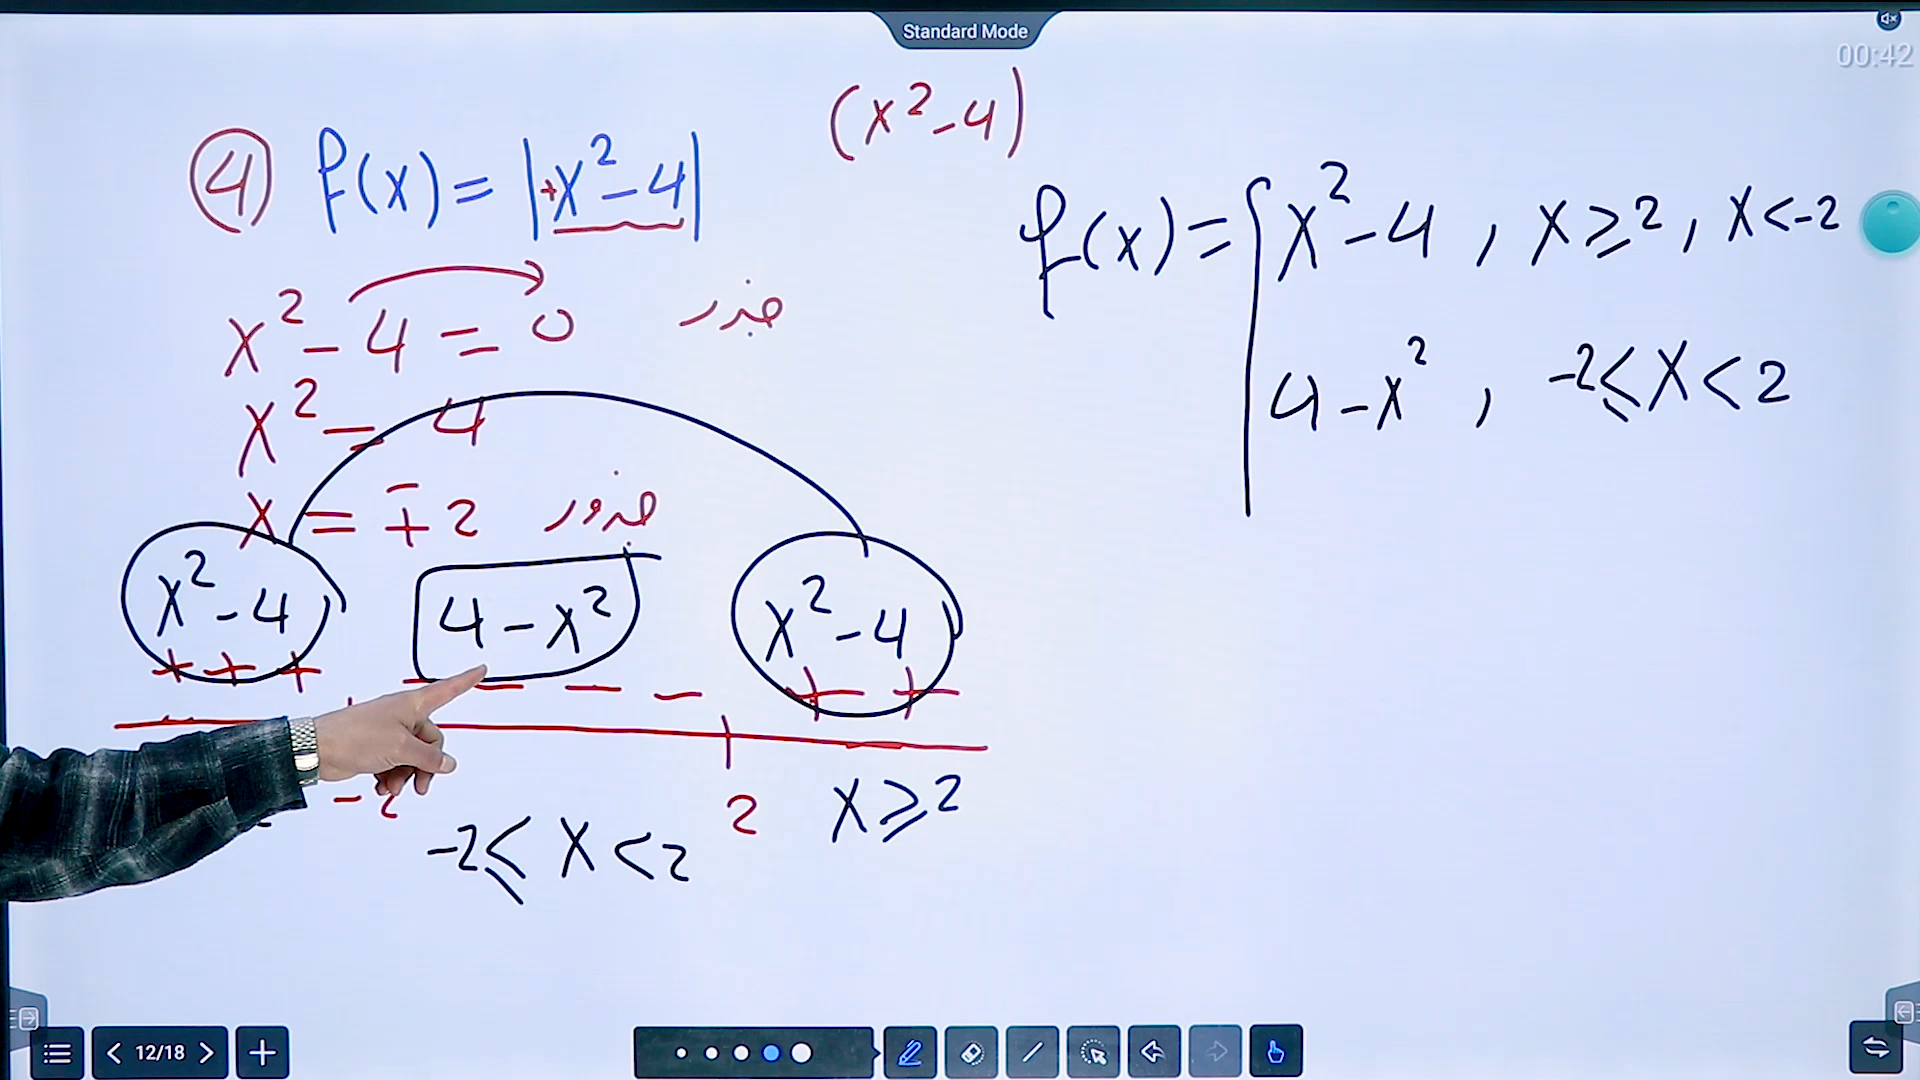 Standard Mode
00:42
(x²-4)
④ f(x) = |+x²-4|
x²-4=0 جذر
x² = 4
x = ∓2 جذور
x²-4 4-x² x²-4
+ + + - - - - + +
-2 2 x≥2
-2≤ x <2
f(x) = { x²-4 , x≥2 , x<-2
4-x² , -2≤ x <2
12/18